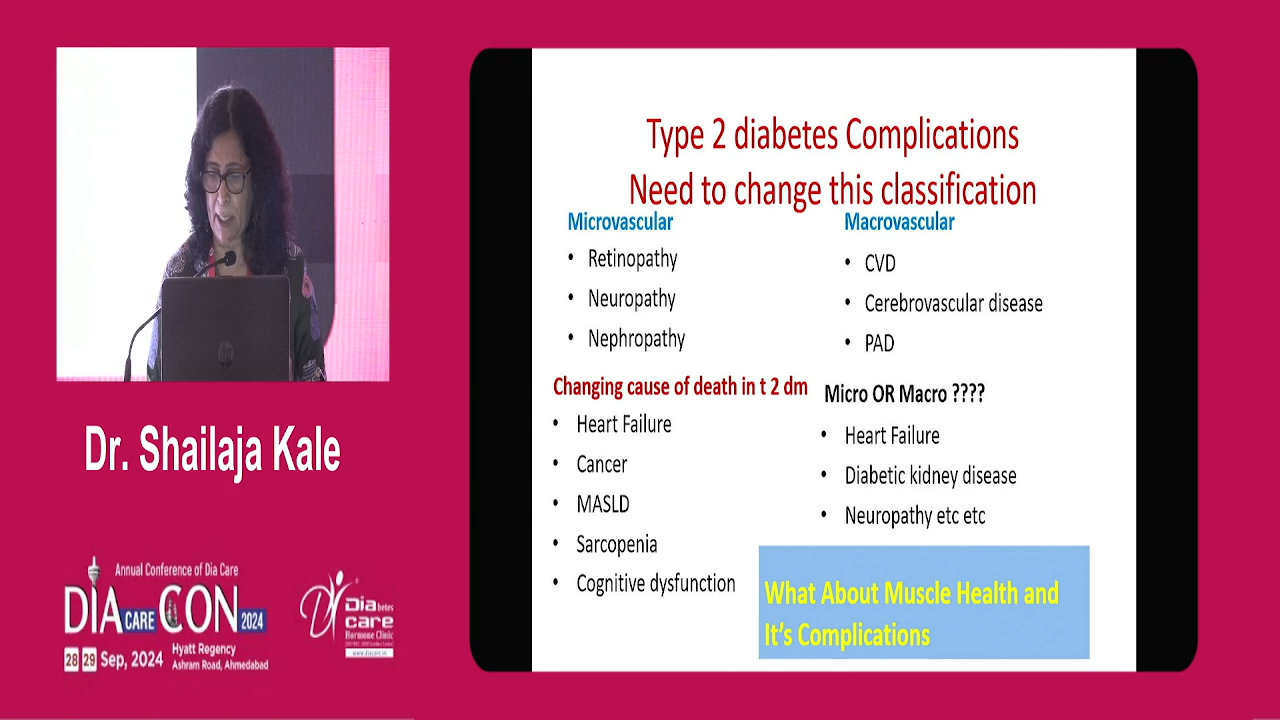 Type 2 diabetes Complications
Need to change this classification
Microvascular
• Retinopathy
• Neuropathy
• Nephropathy
Macrovascular
• CVD
• Cerebrovascular disease
• PAD
Changing cause of death in t 2 dm
• Heart Failure
• Cancer
• MASLD
• Sarcopenia
• Cognitive dysfunction
Micro OR Macro ????
• Heart Failure
• Diabetic kidney disease
• Neuropathy etc etc
What About Muscle Health and
It's Complications
Dr. Shailaja Kale
Annual Conference of Dia Care
DIA CARE CON 2024
28 29 Sep, 2024
Hyatt Regency
Ashram Road, Ahmedabad
Diabetes
care
Hormone Clinic